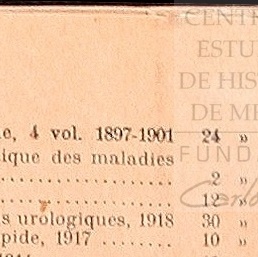 CENTR
ESTU
DE HIS
DE ME
FUND
e, 4 vol. 1897-1901 24 »
ique des maladies
.................. 2 »
.................. 12 »
s urologiques, 1918 30 »
pide, 1917 ........ 10 »